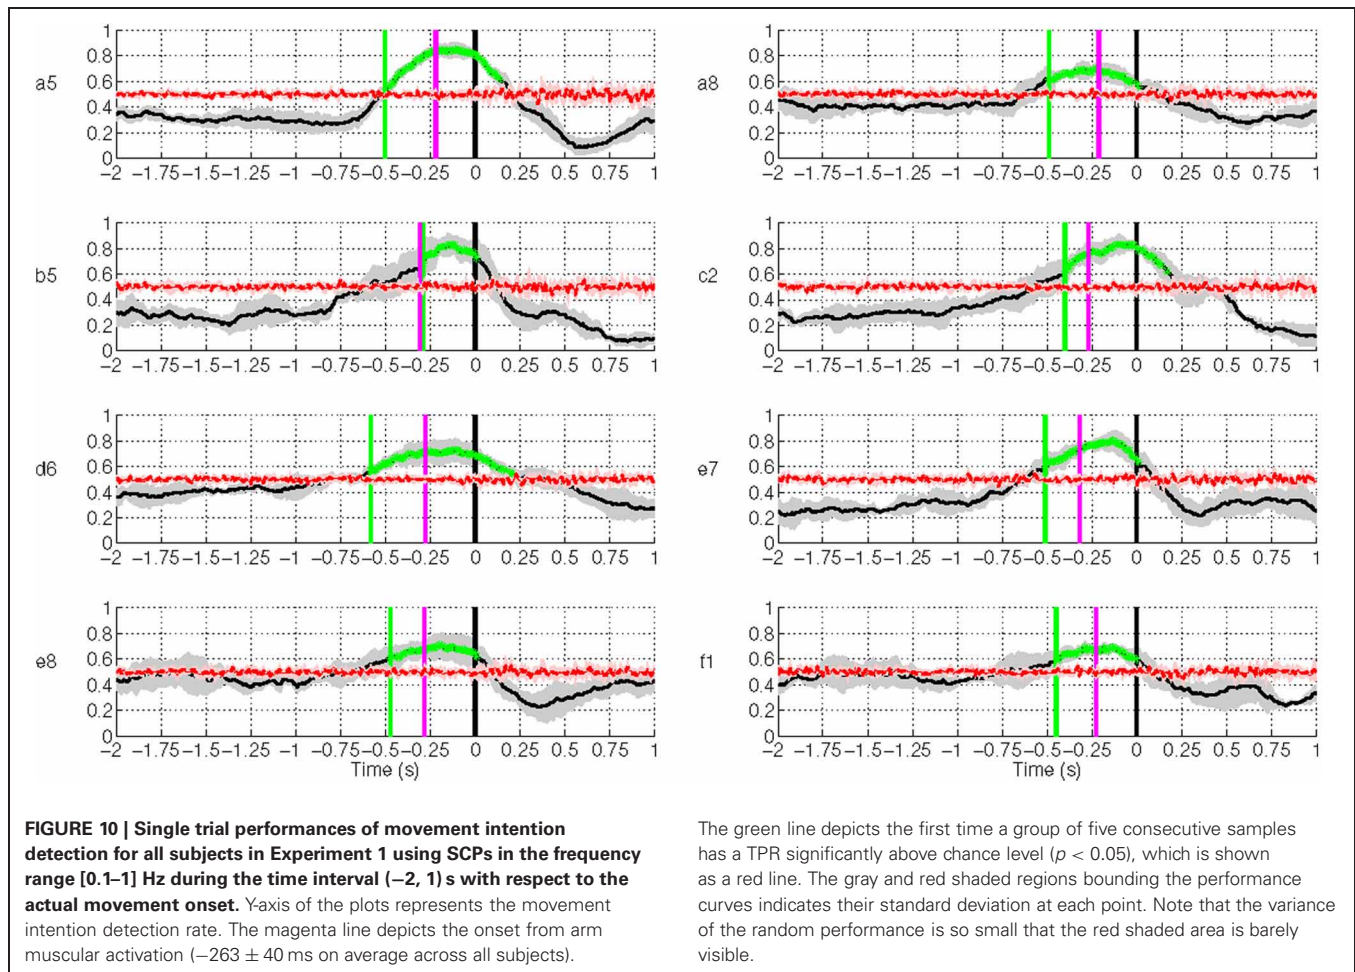 a5
1
0.8
0.6
0.4
0.2
0
-2 -1.75 -1.5 -1.25 -1 -0.75 -0.5 -0.25 0 0.25 0.5 0.75 1
a8
1
0.8
0.6
0.4
0.2
0
-2 -1.75 -1.5 -1.25 -1 -0.75 -0.5 -0.25 0 0.25 0.5 0.75 1
b5
1
0.8
0.6
0.4
0.2
0
-2 -1.75 -1.5 -1.25 -1 -0.75 -0.5 -0.25 0 0.25 0.5 0.75 1
c2
1
0.8
0.6
0.4
0.2
0
-2 -1.75 -1.5 -1.25 -1 -0.75 -0.5 -0.25 0 0.25 0.5 0.75 1
d6
1
0.8
0.6
0.4
0.2
0
-2 -1.75 -1.5 -1.25 -1 -0.75 -0.5 -0.25 0 0.25 0.5 0.75 1
e7
1
0.8
0.6
0.4
0.2
0
-2 -1.75 -1.5 -1.25 -1 -0.75 -0.5 -0.25 0 0.25 0.5 0.75 1
e8
1
0.8
0.6
0.4
0.2
0
-2 -1.75 -1.5 -1.25 -1 -0.75 -0.5 -0.25 0 0.25 0.5 0.75 1
Time (s)
f1
1
0.8
0.6
0.4
0.2
0
-2 -1.75 -1.5 -1.25 -1 -0.75 -0.5 -0.25 0 0.25 0.5 0.75 1
Time (s)
FIGURE 10 | Single trial performances of movement intention
detection for all subjects in Experiment 1 using SCPs in the frequency
range [0.1–1] Hz during the time interval (−2, 1) s with respect to the
actual movement onset. Y-axis of the plots represents the movement
intention detection rate. The magenta line depicts the onset from arm
muscular activation (−263 ± 40 ms on average across all subjects).
The green line depicts the first time a group of five consecutive samples
has a TPR significantly above chance level (p < 0.05), which is shown
as a red line. The gray and red shaded regions bounding the performance
curves indicates their standard deviation at each point. Note that the variance
of the random performance is so small that the red shaded area is barely
visible.